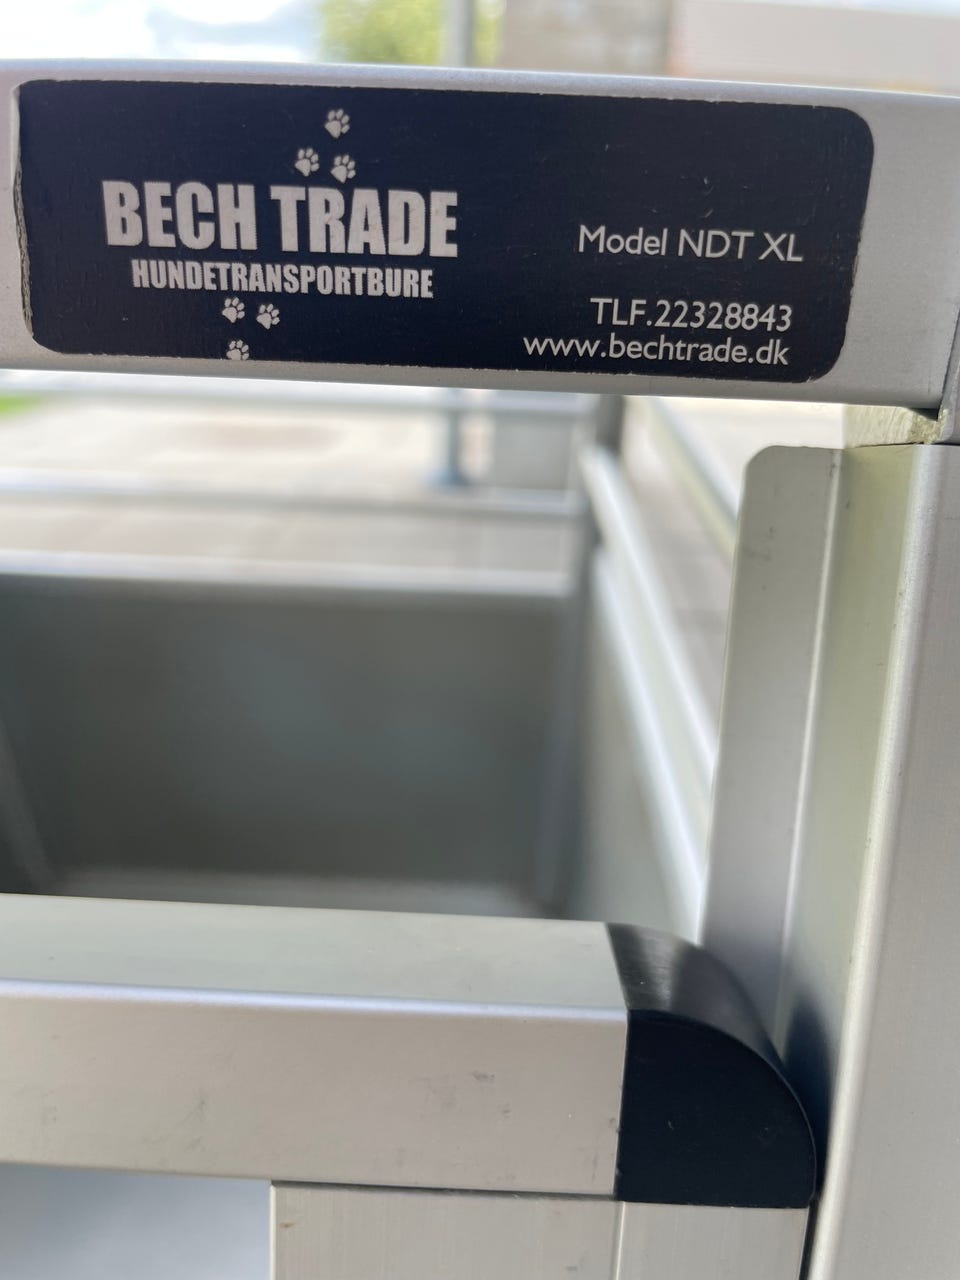 BECH TRADE
HUNDETRANSPORTBURE
Model NDT XL
TLF.22328843
www.bechtrade.dk